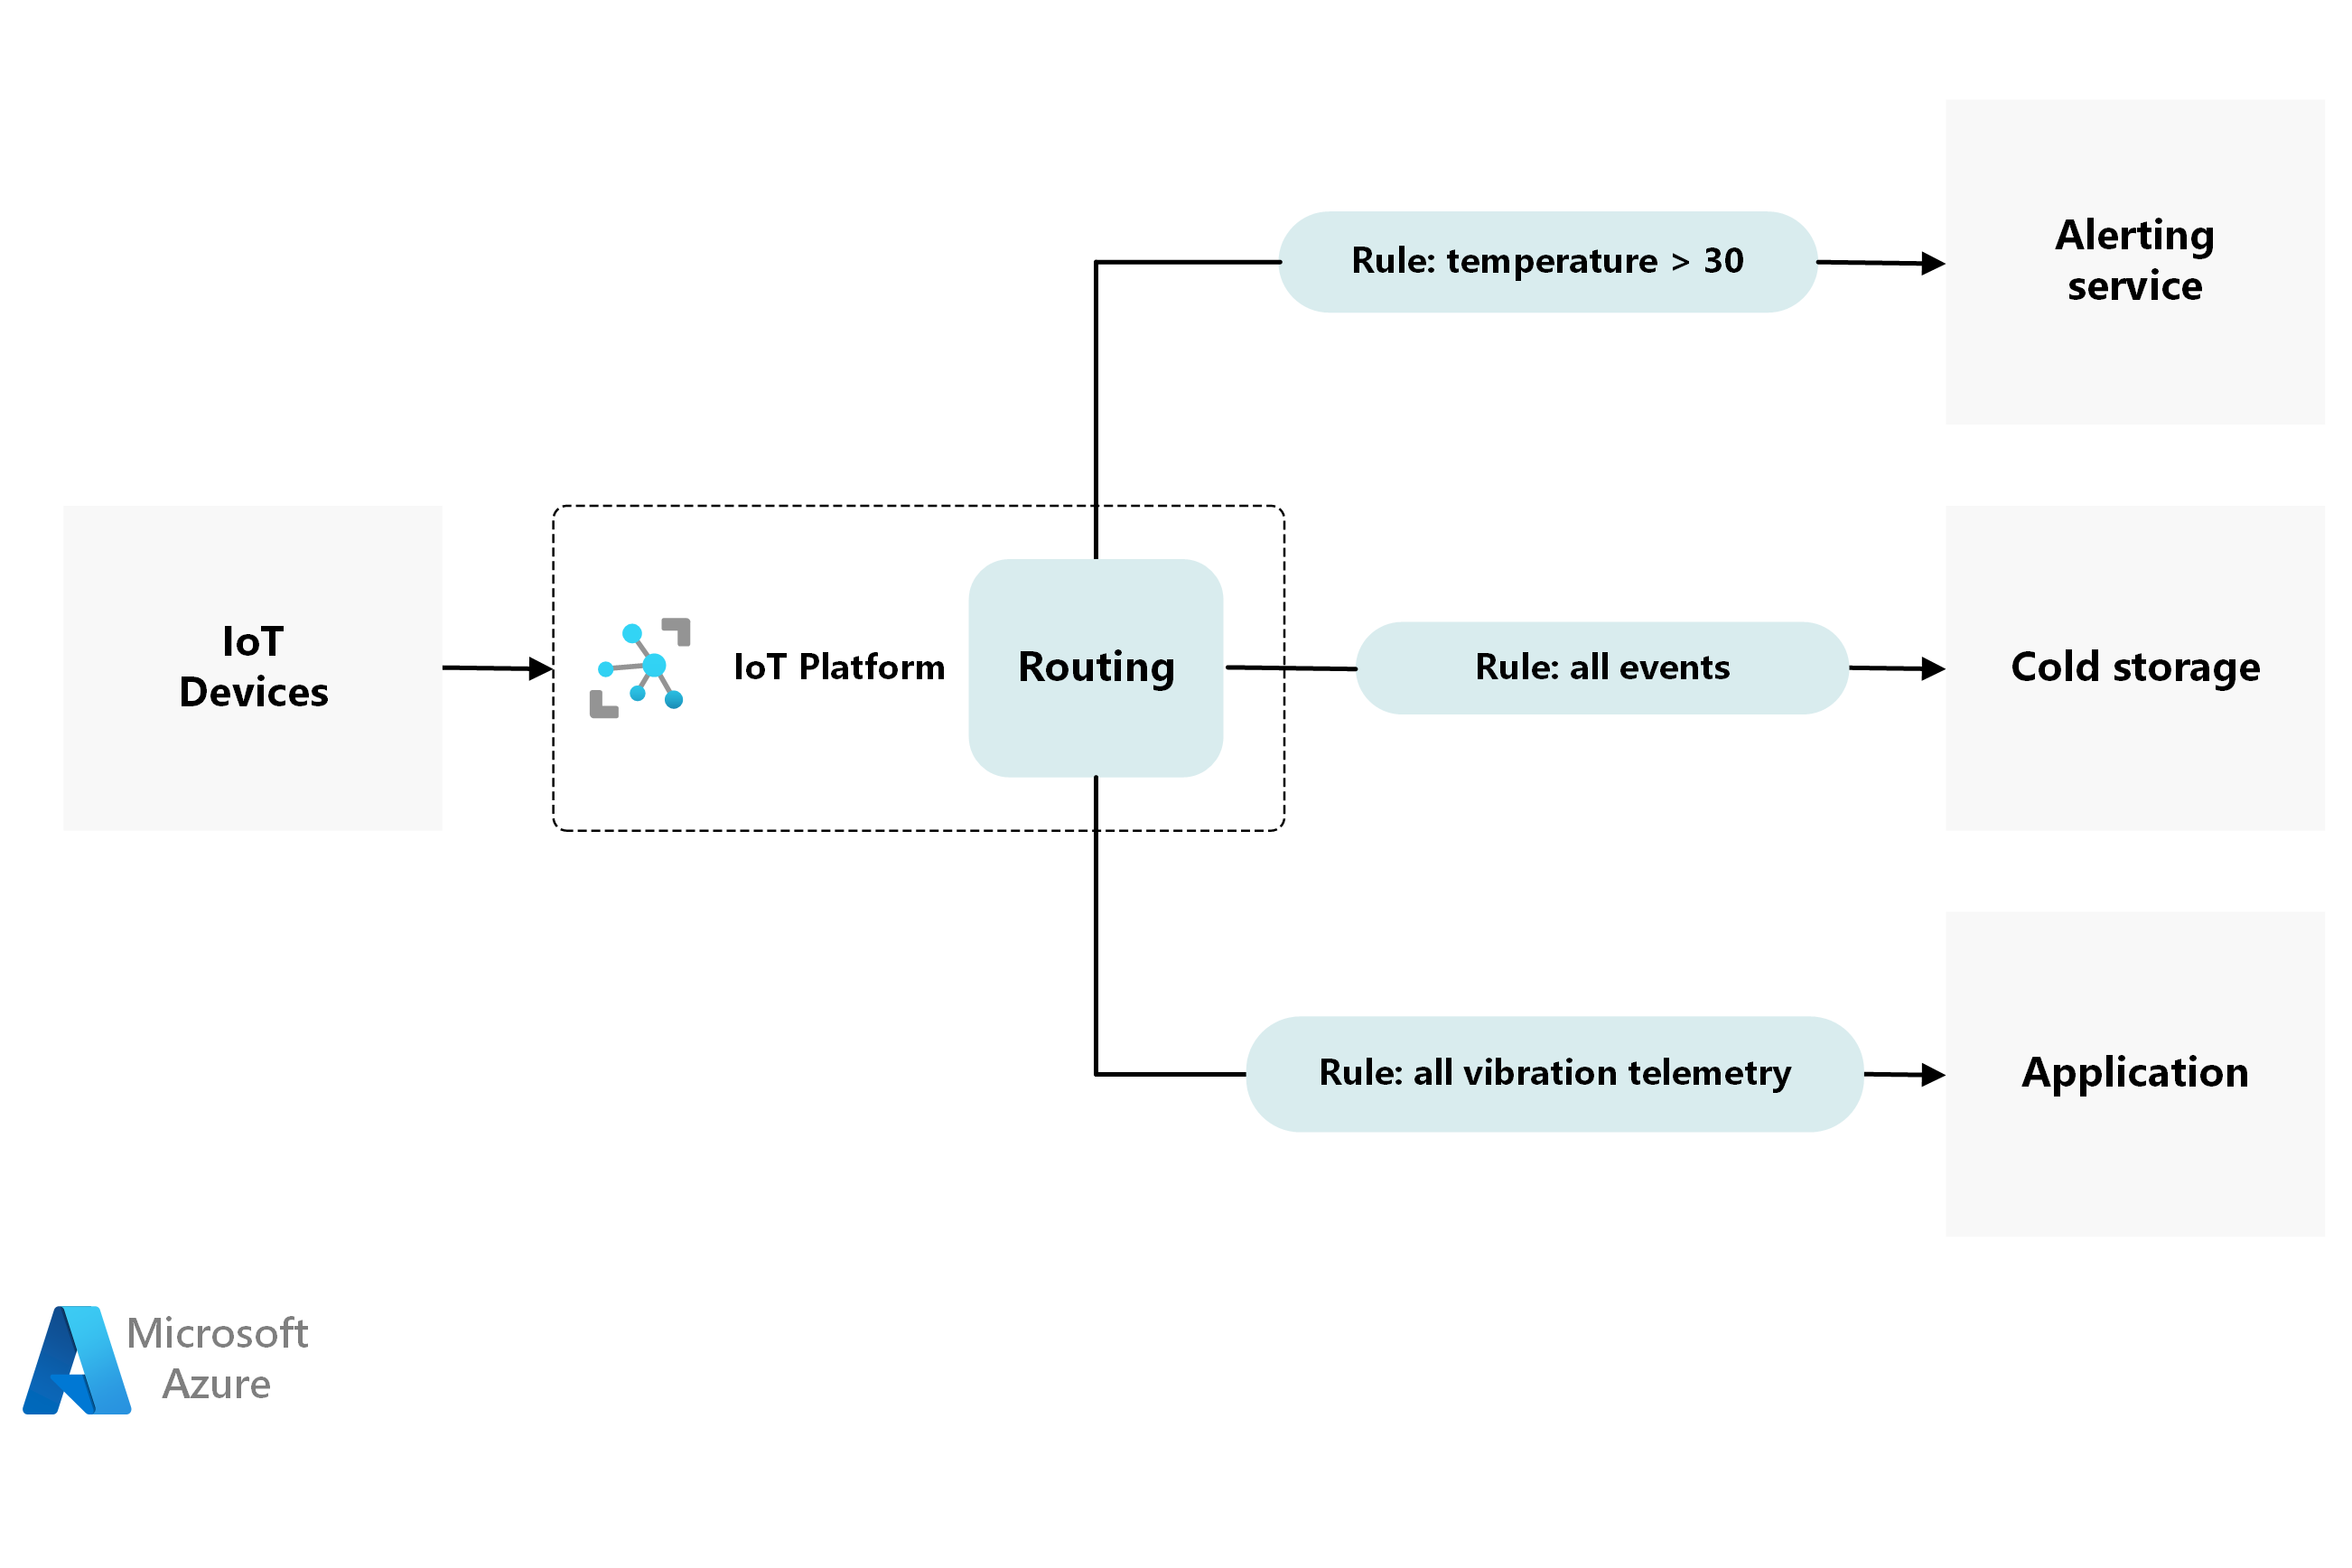 Rule: temperature > 30
Alerting
service
IoT
Devices
IoT Platform
Routing
Rule: all events
Cold storage
Rule: all vibration telemetry
Application
Microsoft
Azure